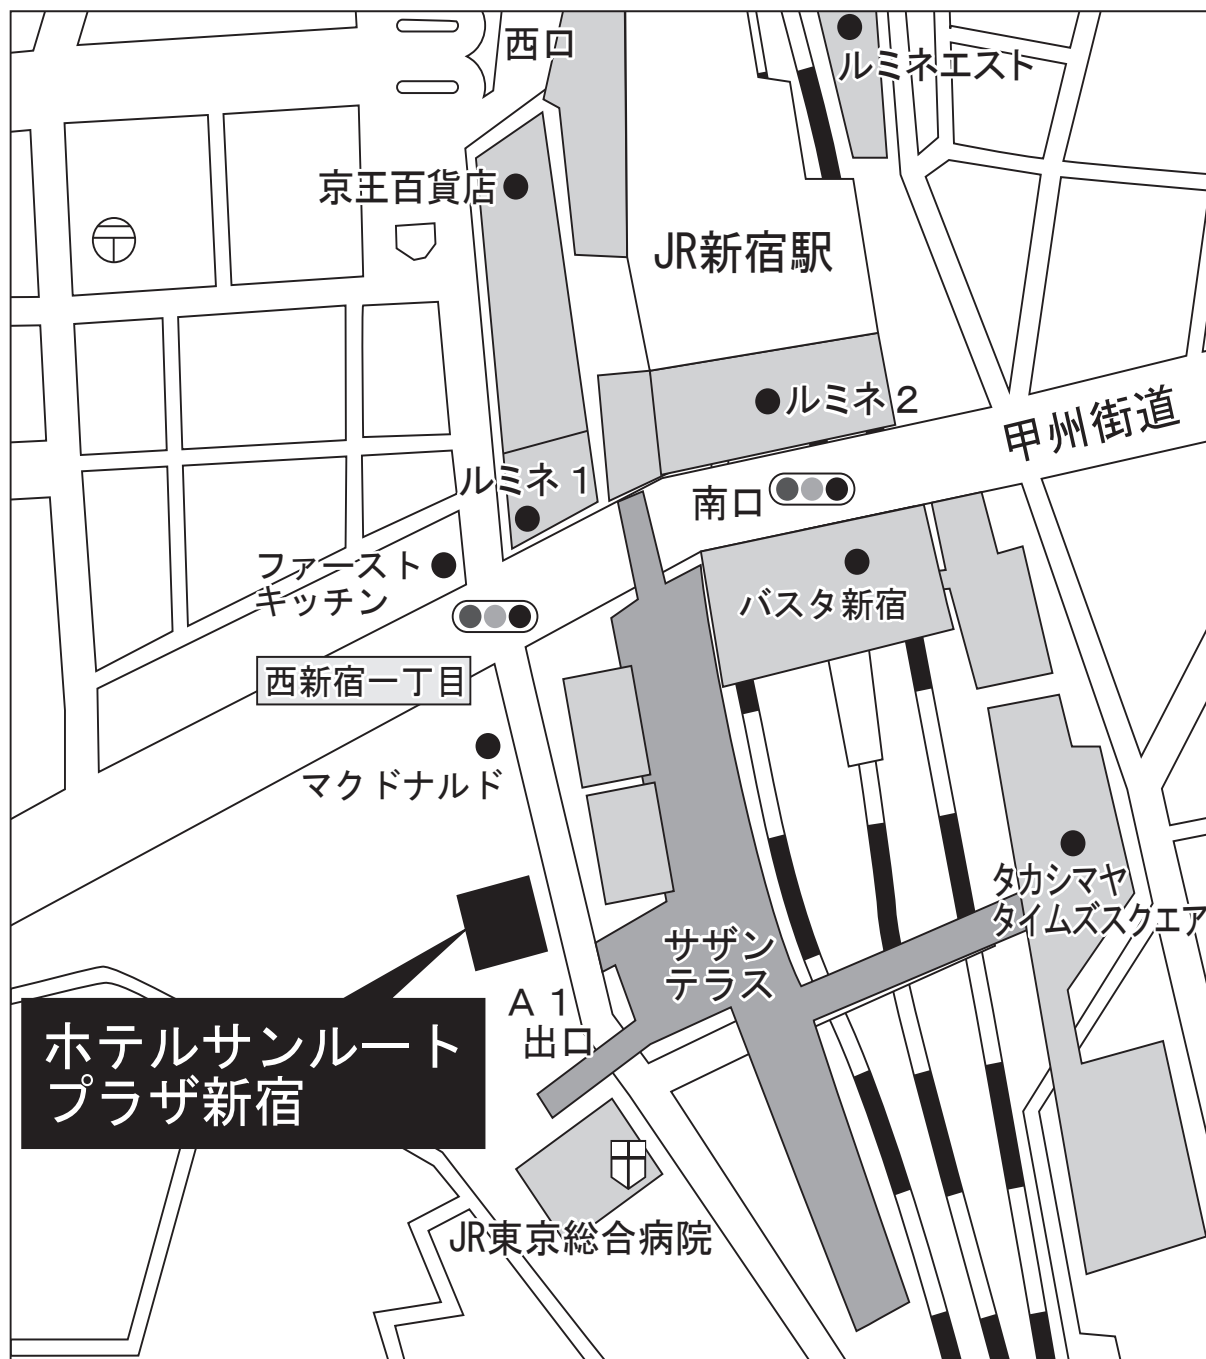 西口
ルミネエスト
京王百貨店
JR新宿駅
ルミネ2
甲州街道
ルミネ1
南口
ファースト
キッチン
バスタ新宿
西新宿一丁目
マクドナルド
タカシマヤ
タイムズスクエア
サザン
テラス
A1
出口
ホテルサンルート
プラザ新宿
JR東京総合病院